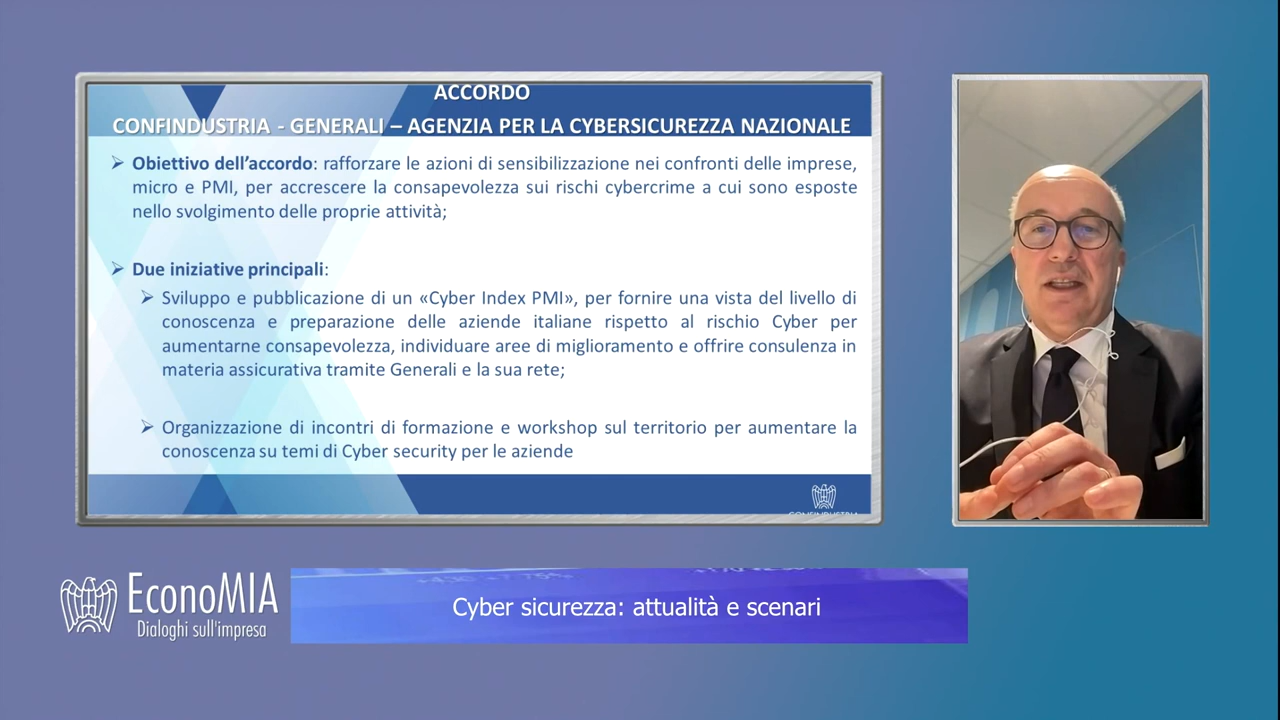 ACCORDO
CONFINDUSTRIA - GENERALI – AGENZIA PER LA CYBERSICUREZZA NAZIONALE
➢ Obiettivo dell'accordo: rafforzare le azioni di sensibilizzazione nei confronti delle imprese,
micro e PMI, per accrescere la consapevolezza sui rischi cybercrime a cui sono esposte
nello svolgimento delle proprie attività;
➢ Due iniziative principali:
➢ Sviluppo e pubblicazione di un «Cyber Index PMI», per fornire una vista del livello di
conoscenza e preparazione delle aziende italiane rispetto al rischio Cyber per
aumentarne consapevolezza, individuare aree di miglioramento e offrire consulenza in
materia assicurativa tramite Generali e la sua rete;
➢ Organizzazione di incontri di formazione e workshop sul territorio per aumentare la
conoscenza su temi di Cyber security per le aziende
CONFINDUSTRIA
EconoMIA
Dialoghi sull'impresa
Cyber sicurezza: attualità e scenari